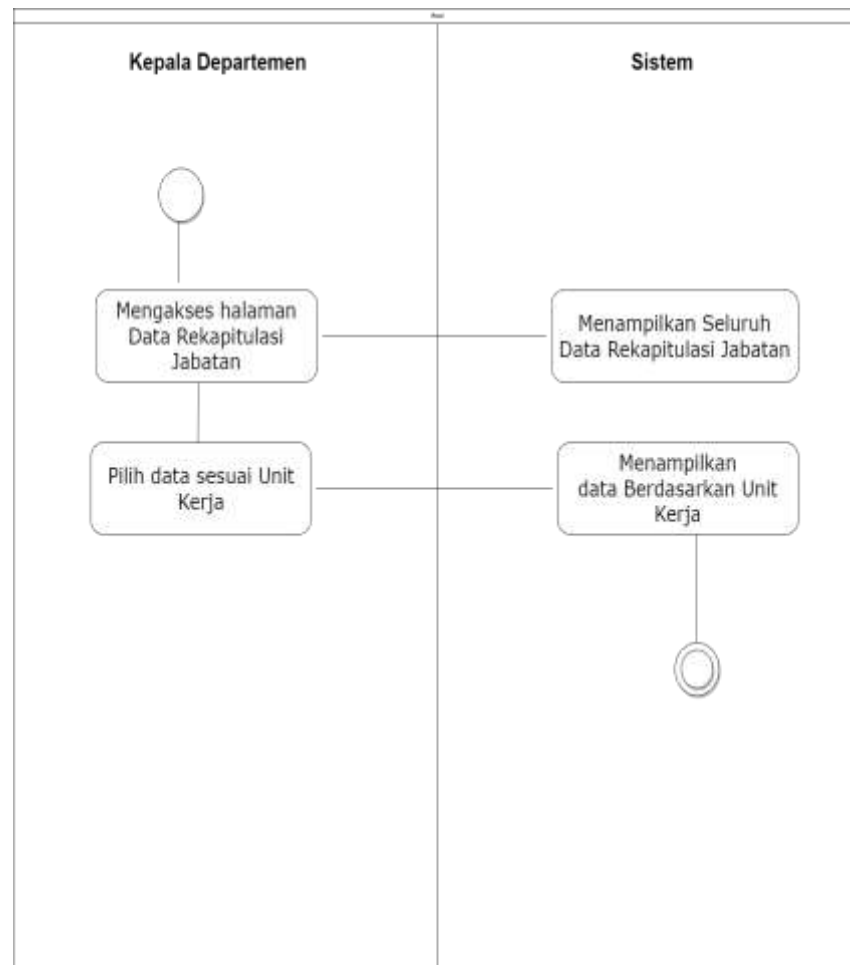 Kepala Departemen
Sistem
Mengakses halaman
Data Rekapitulasi
Jabatan
Menampilkan Seluruh
Data Rekapitulasi Jabatan
Pilih data sesuai Unit
Kerja
Menampilkan
data Berdasarkan Unit
Kerja